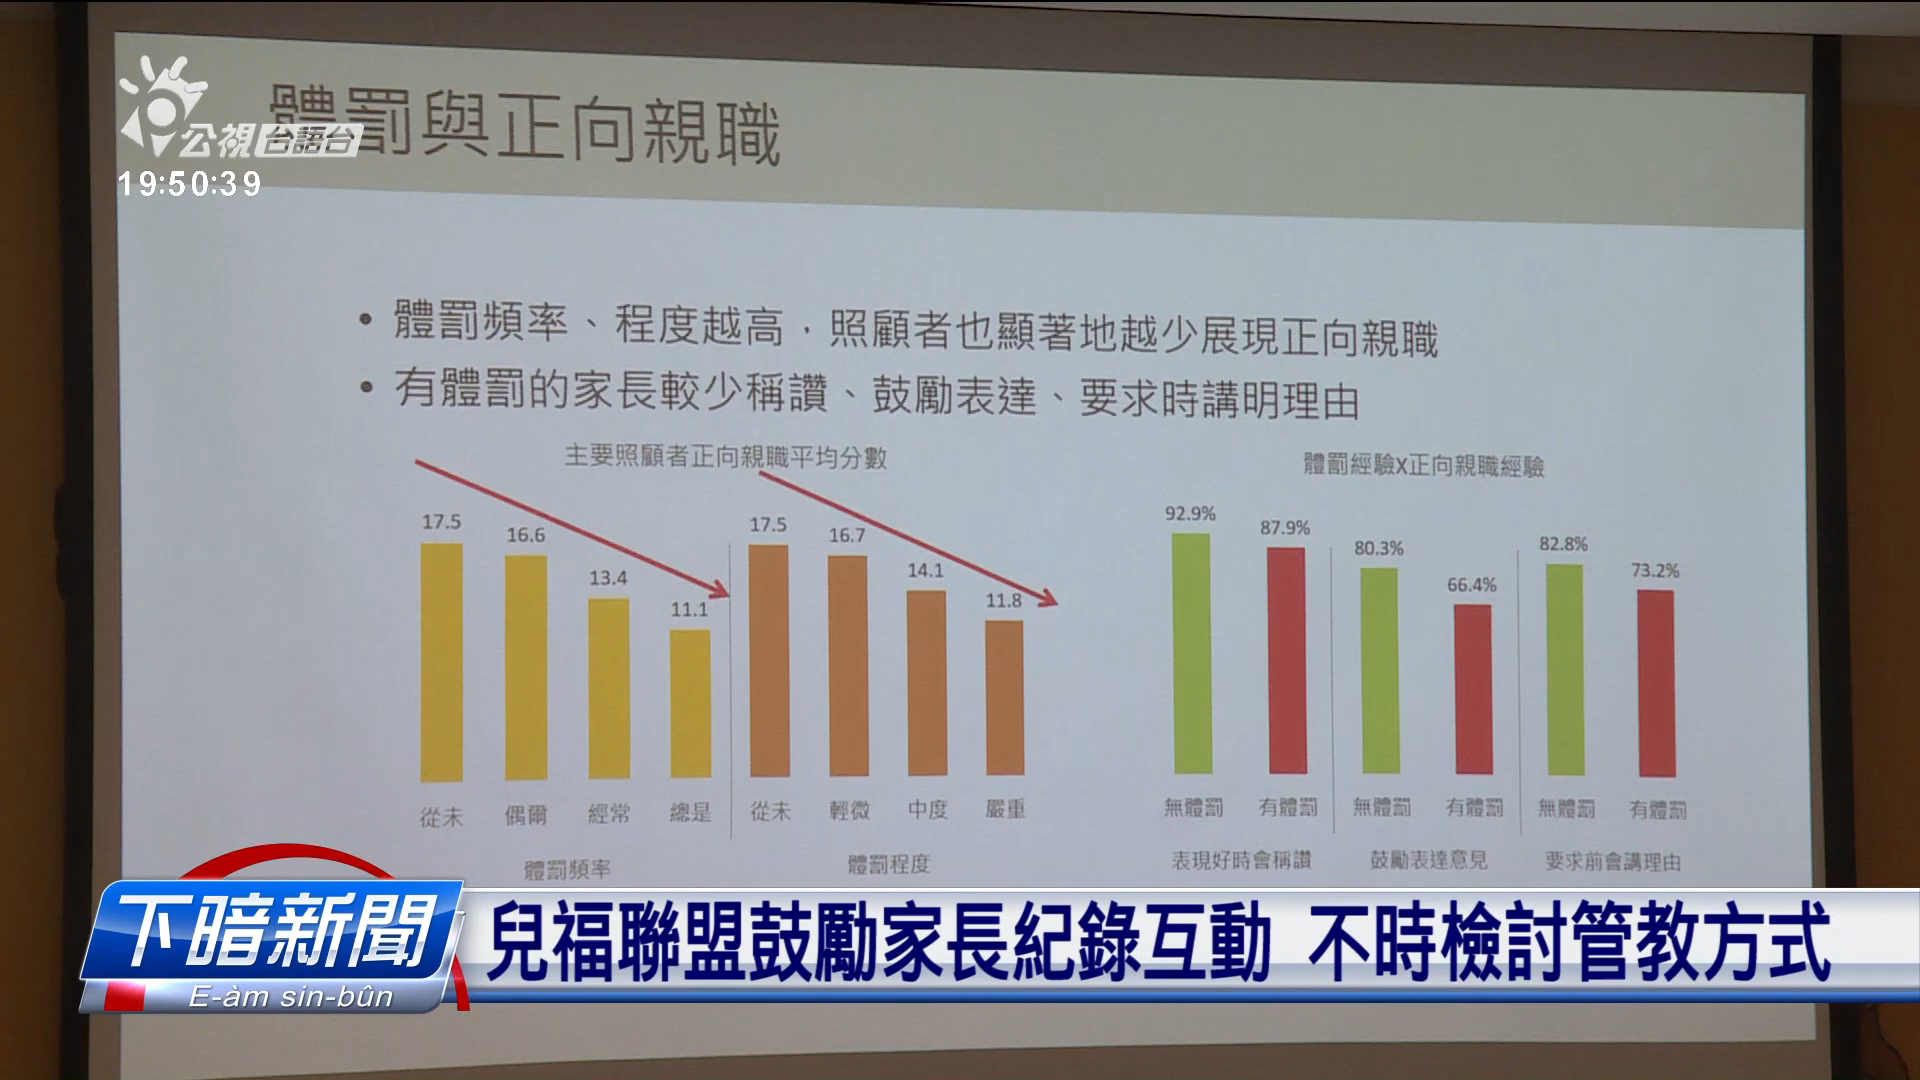 體罰與正向親職
公視台語台
19:50:39
• 體罰頻率、程度越高，照顧者也顯著地越少展現正向親職
• 有體罰的家長較少稱讚、鼓勵表達、要求時講明理由
主要照顧者正向親職平均分數
17.5 16.6 13.4 11.1 17.5 16.7 14.1 11.8
從未 偶爾 經常 總是 從未 輕微 中度 嚴重
體罰頻率 體罰程度
體罰經驗X正向親職經驗
92.9% 87.9% 80.3% 66.4% 82.8% 73.2%
無體罰 有體罰 無體罰 有體罰 無體罰 有體罰
表現好時會稱讚 鼓勵表達意見 要求前會講理由
下暗新聞
E-àm sin-bûn
兒福聯盟鼓勵家長紀錄互動 不時檢討管教方式